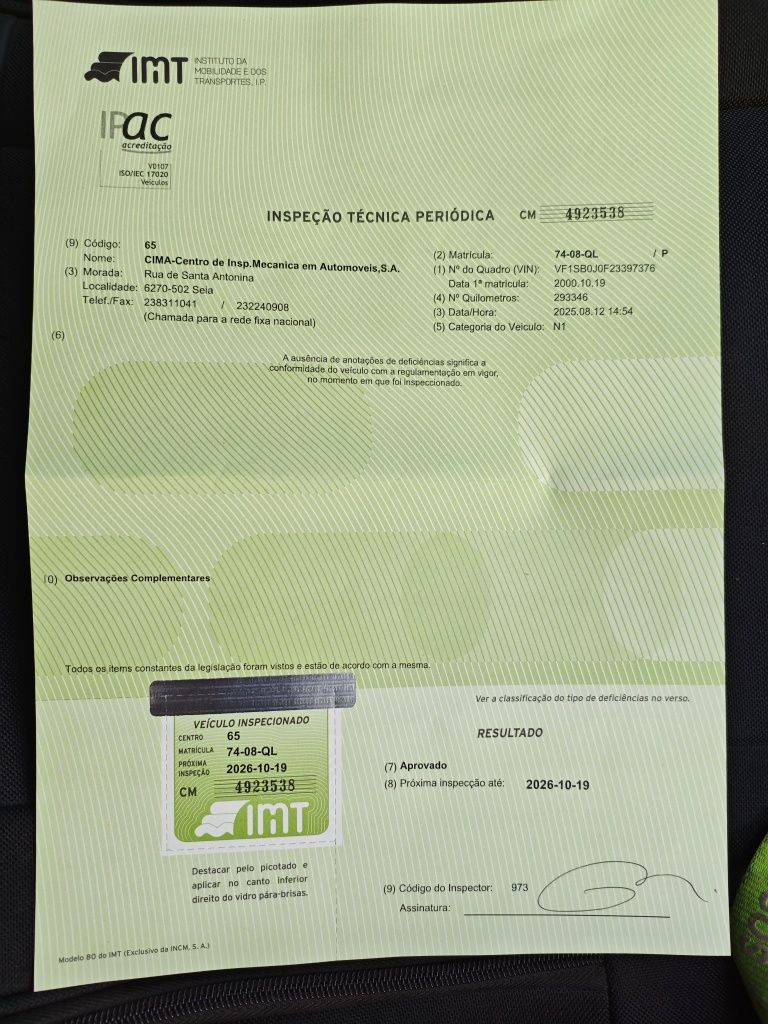 IMT INSTITUTO DA
MOBILIDADE E DOS
TRANSPORTES, I.P.
IPAC
acreditação
V0107
ISO/IEC 17020
Veículos
INSPEÇÃO TÉCNICA PERIÓDICA CM 4923538
(9) Código: 65
Nome: CIMA-Centro de Insp.Mecanica em Automoveis,S.A.
(3) Morada: Rua de Santa Antonina
Localidade: 6270-502 Seia
Telef./Fax: 238311041 / 232240908
(Chamada para a rede fixa nacional)
(2) Matrícula: 74-08-QL / P
(1) Nº do Quadro (VIN): VF1SB0J0F23397376
Data 1ª matricula: 2000.10.19
(4) Nº Quilometros: 293346
(3) Data/Hora: 2025.08.12 14:54
(5) Categoria do Veiculo: N1
(6)
A ausência de anotações de deficiências significa a
conformidade do veículo com a regulamentação em vigor,
no momento em que foi inspeccionado.
0) Observações Complementares
Todos os items constantes da legislação foram vistos e estão de acordo com a mesma.
Ver a classificação do tipo de deficiências no verso.
VEÍCULO INSPECIONADO
CENTRO 65
MATRÍCULA 74-08-QL
PRÓXIMA
INSPEÇÃO 2026-10-19
CM 4923538
IMT
RESULTADO
(7) Aprovado
(8) Próxima inspecção até: 2026-10-19
Destacar pelo picotado e
aplicar no canto inferior
direito do vidro pára-brisas.
(9) Código do Inspector: 973
Assinatura:
Modelo 80 do IMT (Exclusivo da INCM, S. A.)